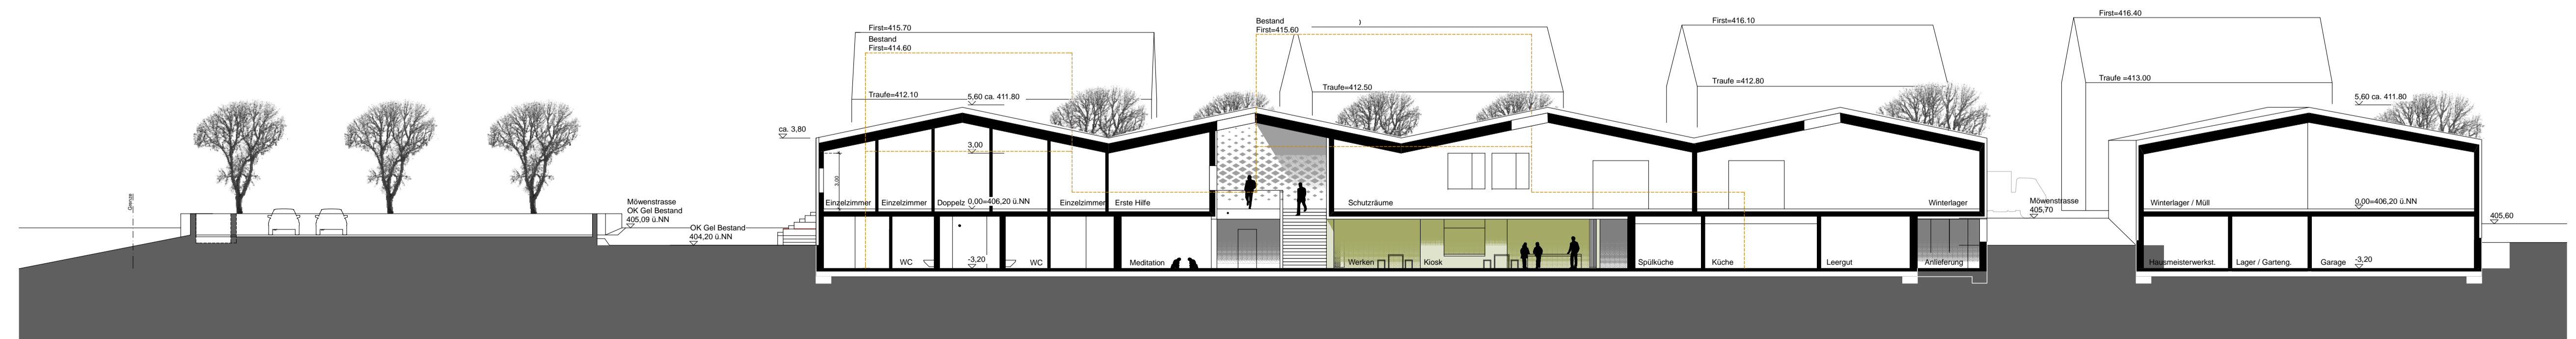 First=415.70
Bestand
First=414.60
Bestand
First=415.60
First=416.10
First=416.40
Traufe=412.10
5,60 ca. 411.80
Traufe=412.50
Traufe =412.80
Traufe =413.00
5,60 ca. 411.80
ca. 3,80
3,00
3,00
Grenze
Möwenstrasse
OK Gel Bestand
405,09 ü.NN
OK Gel Bestand
404,20 ü.NN
Einzelzimmer
Einzelzimmer
Doppelz
0,00=406,20 ü.NN
Einzelzimmer
Erste Hilfe
Schutzräume
Winterlager
Möwenstrasse
405,70
Winterlager / Müll
0,00=406,20 ü.NN
405,60
WC
-3,20
WC
Meditation
Werken
Kiosk
Spülküche
Küche
Leergut
Anlieferung
Hausmeisterwerkst.
Lager / Garteng.
Garage
-3,20